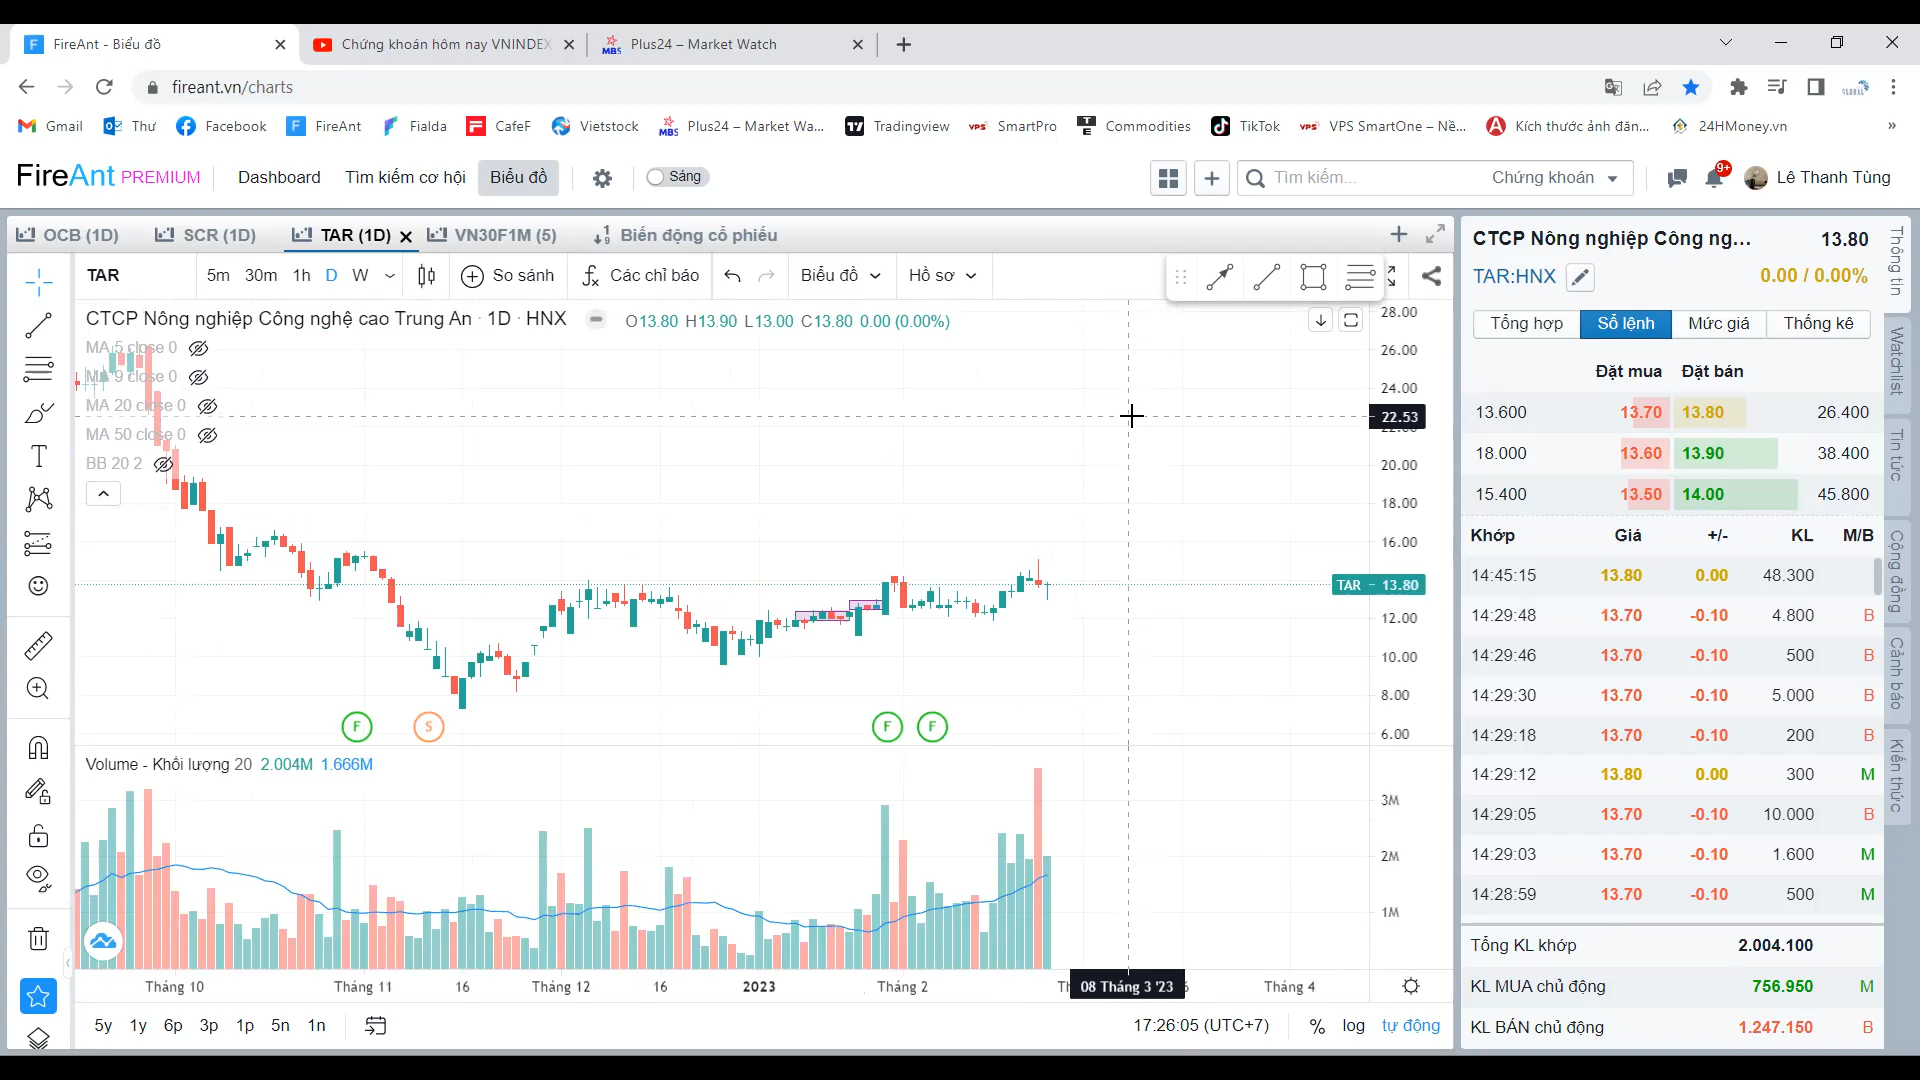 FireAnt - Biểu đồ
Chứng khoán hôm nay VNINDEX
MBS Plus24 – Market Watch
fireant.vn/charts
Gmail Thư Facebook FireAnt Fialda CafeF Vietstock MBS Plus24 – Market Wa... Tradingview VPS SmartPro Commodities TikTok VPS VPS SmartOne – Nề... Kích thước ảnh đăn... 24HMoney.vn »
FireAnt PREMIUM Dashboard Tìm kiếm cơ hội Biểu đồ Sáng Tìm kiếm... Chứng khoán 9+ Lê Thanh Tùng
OCB (1D) SCR (1D) TAR (1D) VN30F1M (5) Biến động cổ phiếu
TAR 5m 30m 1h D W So sánh Các chỉ báo Biểu đồ Hồ sơ
CTCP Nông nghiệp Công nghệ cao Trung An · 1D · HNX O13.80 H13.90 L13.00 C13.80 0.00 (0.00%)
MA 5 close 0
MA 9 close 0
MA 20 close 0
MA 50 close 0
BB 20 2
28.00
26.00
24.00
22.53
20.00
18.00
16.00
TAR – 13.80
12.00
10.00
8.00
6.00
F S F F
Volume - Khối lượng 20 2.004M 1.666M
3M
2M
1M
Tháng 10 Tháng 11 16 Tháng 12 16 2023 Tháng 2 08 Tháng 3 '23 Tháng 4
5y 1y 6p 3p 1p 5n 1n 17:26:05 (UTC+7) % log tự động
CTCP Nông nghiệp Công ng... 13.80
TAR:HNX 0.00 / 0.00%
Tổng hợp Sổ lệnh Mức giá Thống kê
Đặt mua Đặt bán
13.600 13.70 13.80 26.400
18.000 13.60 13.90 38.400
15.400 13.50 14.00 45.800
Khớp Giá +/- KL M/B
14:45:15 13.80 0.00 48.300
14:29:48 13.70 -0.10 4.800 B
14:29:46 13.70 -0.10 500 B
14:29:30 13.70 -0.10 5.000 B
14:29:18 13.70 -0.10 200 B
14:29:12 13.80 0.00 300 M
14:29:05 13.70 -0.10 10.000 B
14:29:03 13.70 -0.10 1.600 M
14:28:59 13.70 -0.10 500 M
Tổng KL khớp 2.004.100
KL MUA chủ động 756.950 M
KL BÁN chủ động 1.247.150 B
Thông tin
Watchlist
Tin tức
Cộng đồng
Cảnh báo
Kiến thức